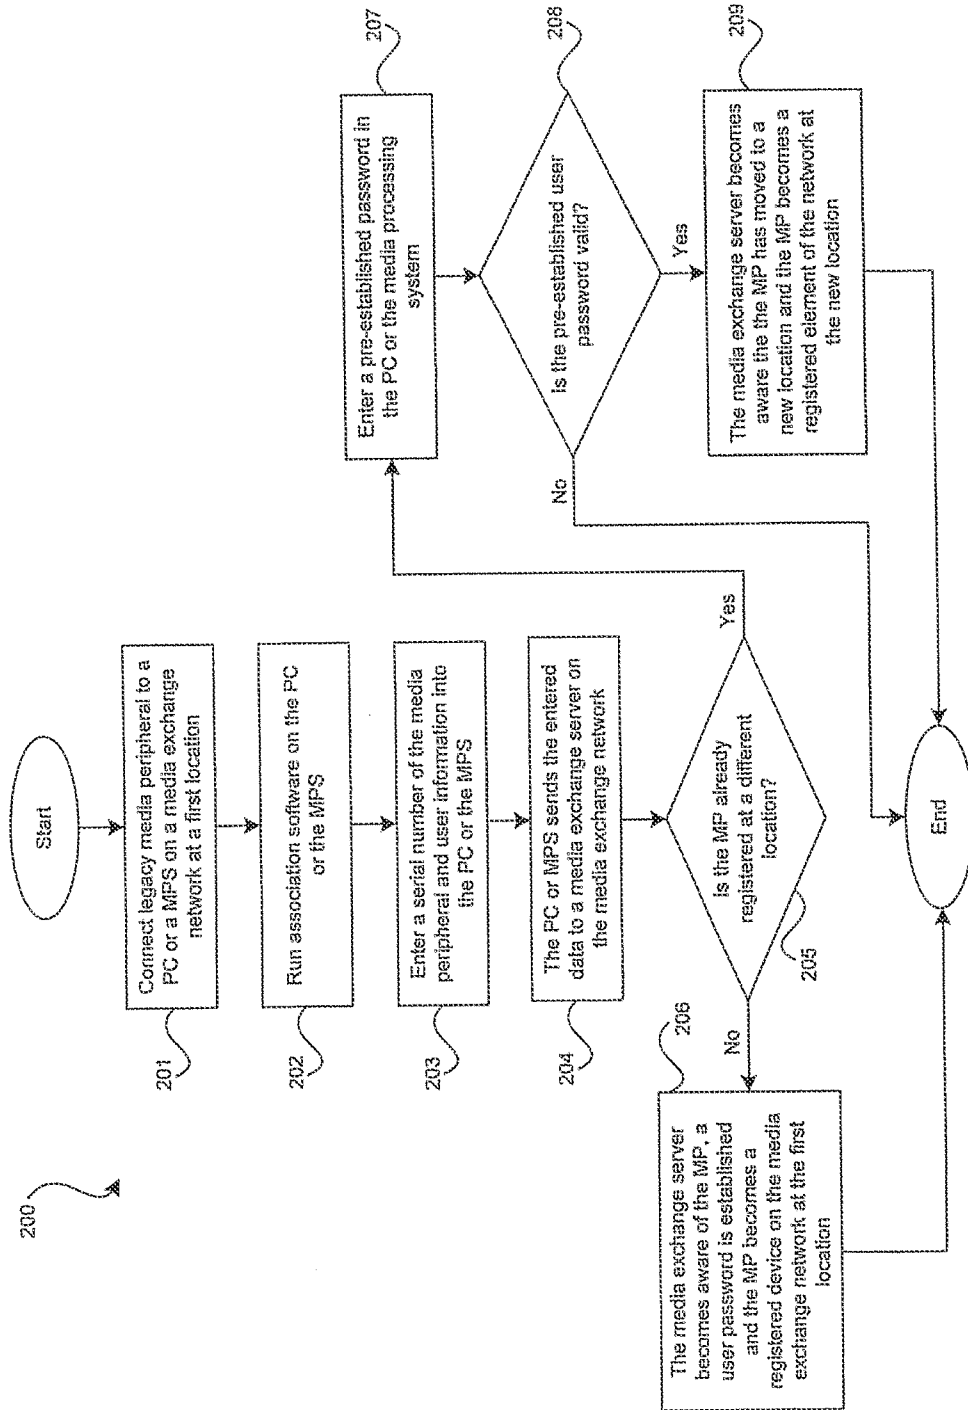 200
Start
Connect legacy media peripheral to a
PC or a MPS on a media exchange
network at a first location
201
Run association software on the PC
or the MPS
202
Enter a serial number of the media
peripheral and user information into
the PC or the MPS
203
The PC or MPS sends the entered
data to a media exchange server on
the media exchange network
204
Is the MP already
registered at a different
location?
205
No
Yes
206
The media exchange server
becomes aware of the MP, a
user password is established
and the MP becomes a
registered device on the media
exchange network at the first
location
207
Enter a pre-established password in
the PC or the media processing
system
208
Is the pre-established user
password valid?
No
Yes
209
The media exchange server becomes
aware the the MP has moved to a
new location and the MP becomes a
registered element of the network at
the new location
End